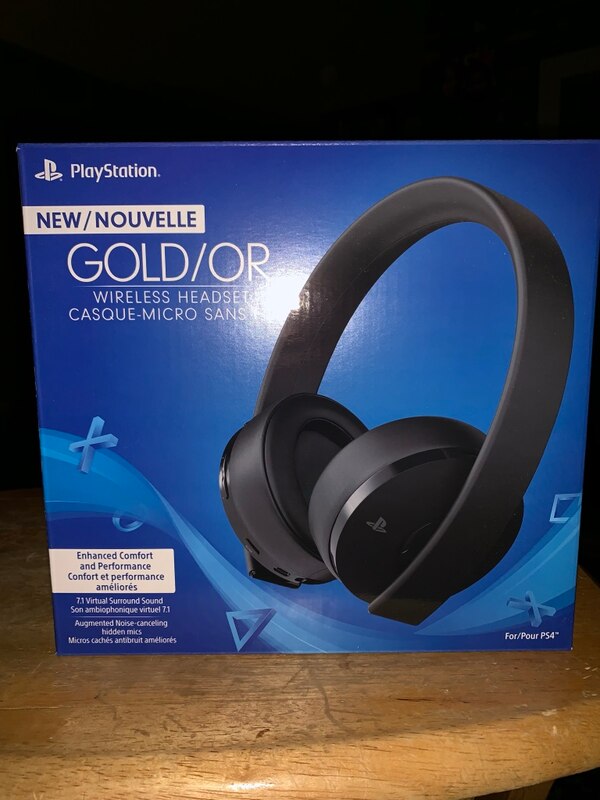 PlayStation.
NEW/NOUVELLE
GOLD/OR
WIRELESS HEADSET
CASQUE-MICRO SANS
Enhanced Comfort
and Performance
Confort et performance
améliorés
7.1 Virtual Surround Sound
Son ambiophonique virtuel 7.1
Augmented Noise-canceling
hidden mics
Micros cachés antibruit améliorés
For/Pour PS4™